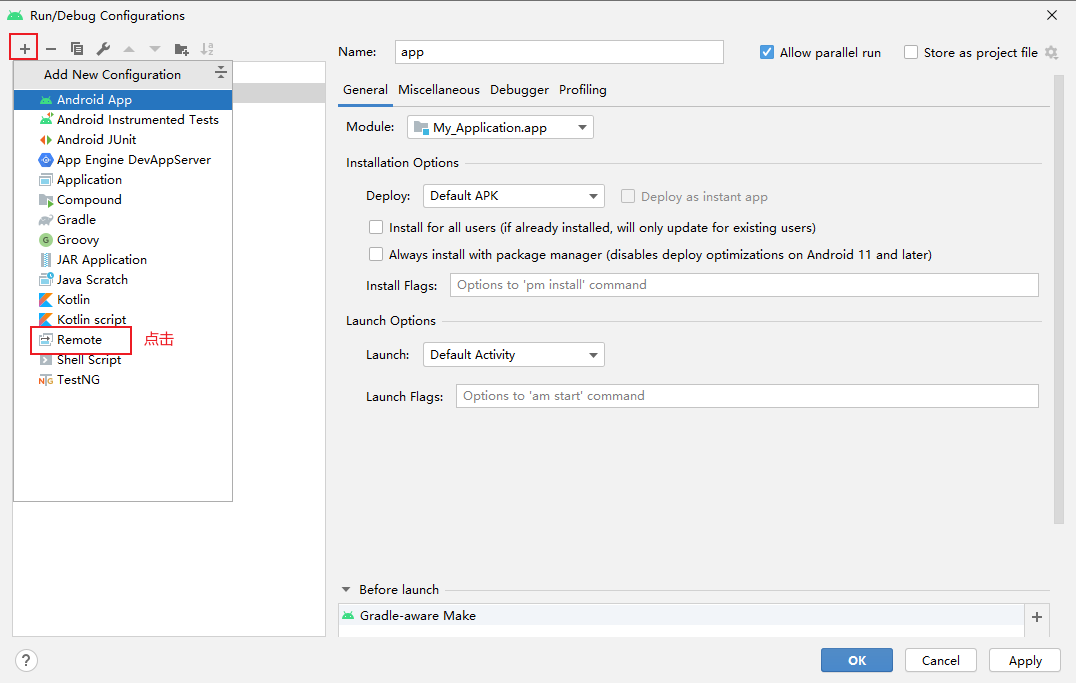 Run/Debug Configurations
Add New Configuration
Android App
Android Instrumented Tests
Android JUnit
App Engine DevAppServer
Application
Compound
Gradle
Groovy
JAR Application
Java Scratch
Kotlin
Kotlin script
Remote 点击
Shell Script
TestNG
Name: app
Allow parallel run
Store as project file
General Miscellaneous Debugger Profiling
Module: My_Application.app
Installation Options
Deploy: Default APK Deploy as instant app
Install for all users (if already installed, will only update for existing users)
Always install with package manager (disables deploy optimizations on Android 11 and later)
Install Flags: Options to 'pm install' command
Launch Options
Launch: Default Activity
Launch Flags: Options to 'am start' command
Before launch
Gradle-aware Make
? OK Cancel Apply